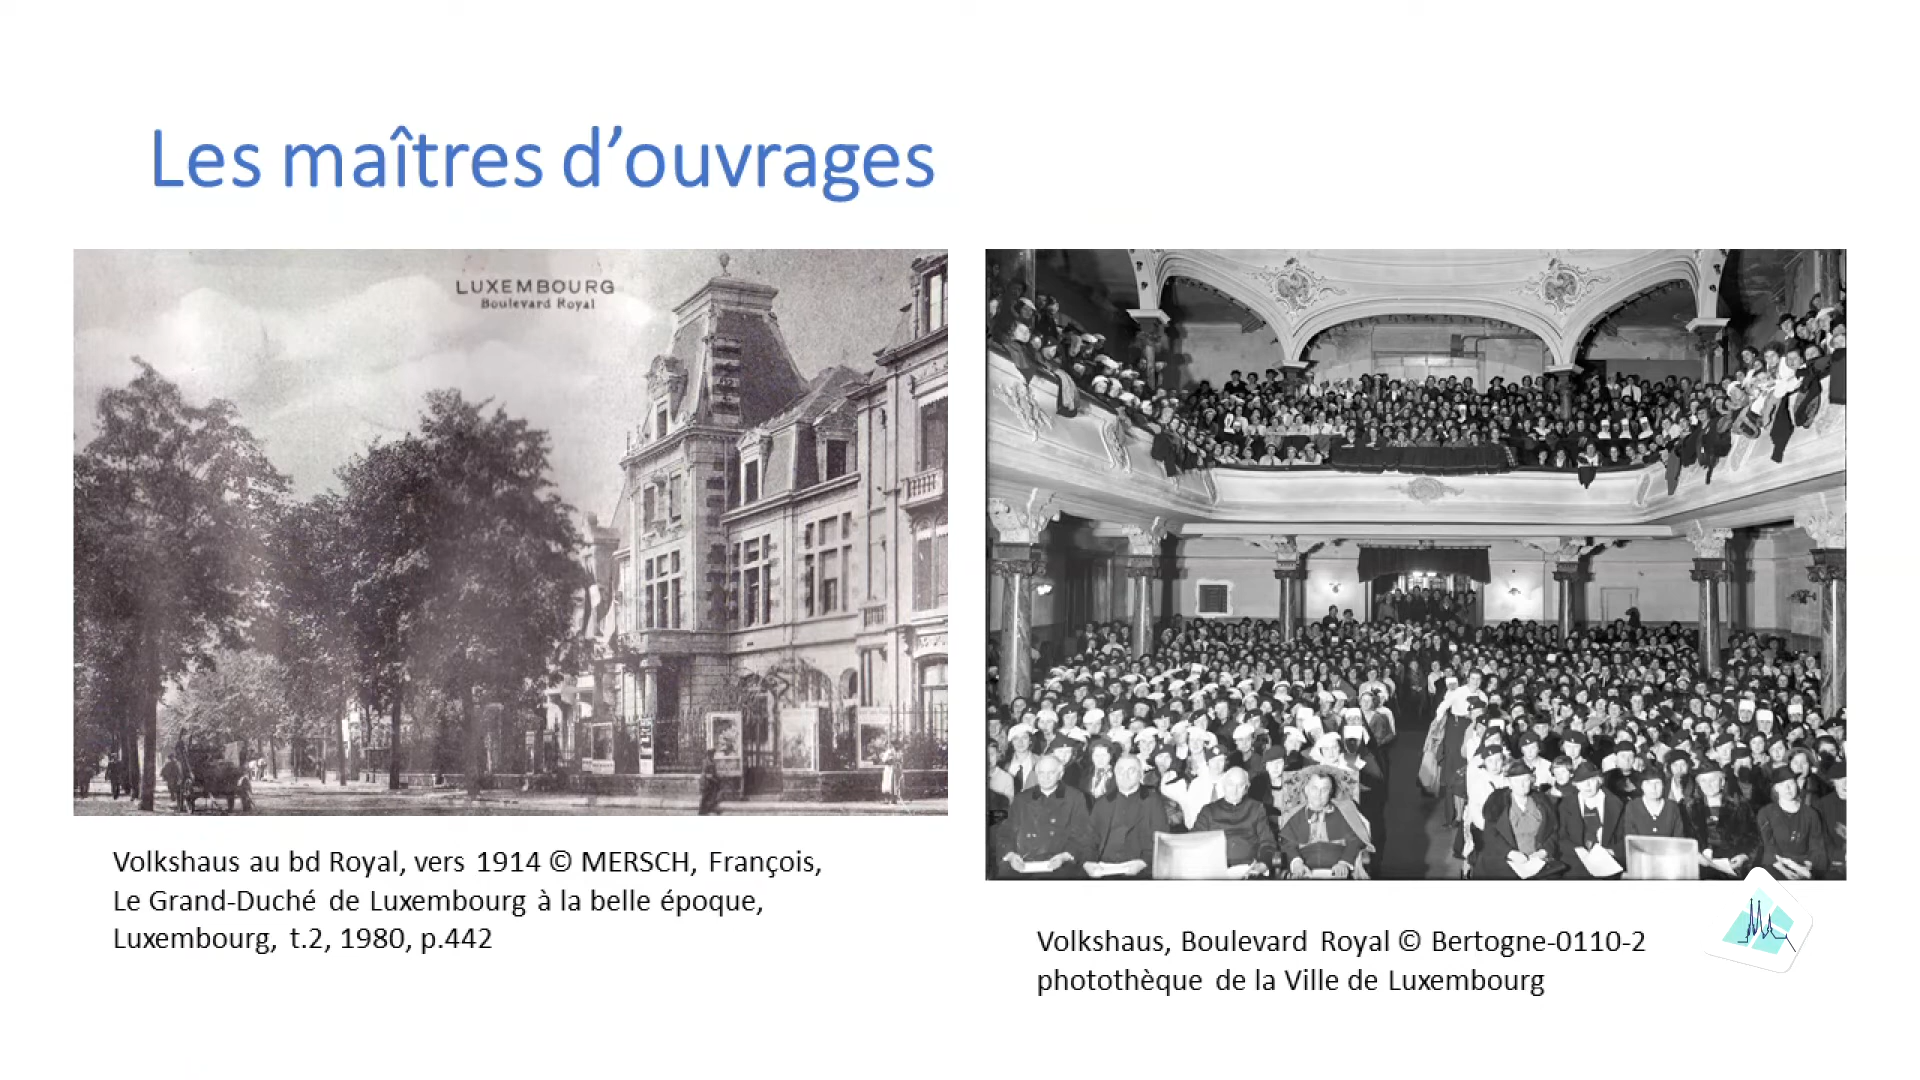 Les maîtres d’ouvrages
LUXEMBOURG
Boulevard Royal
Volkshaus au bd Royal, vers 1914 © MERSCH, François,
Le Grand-Duché de Luxembourg à la belle époque,
Luxembourg, t.2, 1980, p.442
Volkshaus, Boulevard Royal © Bertogne-0110-2
photothèque de la Ville de Luxembourg